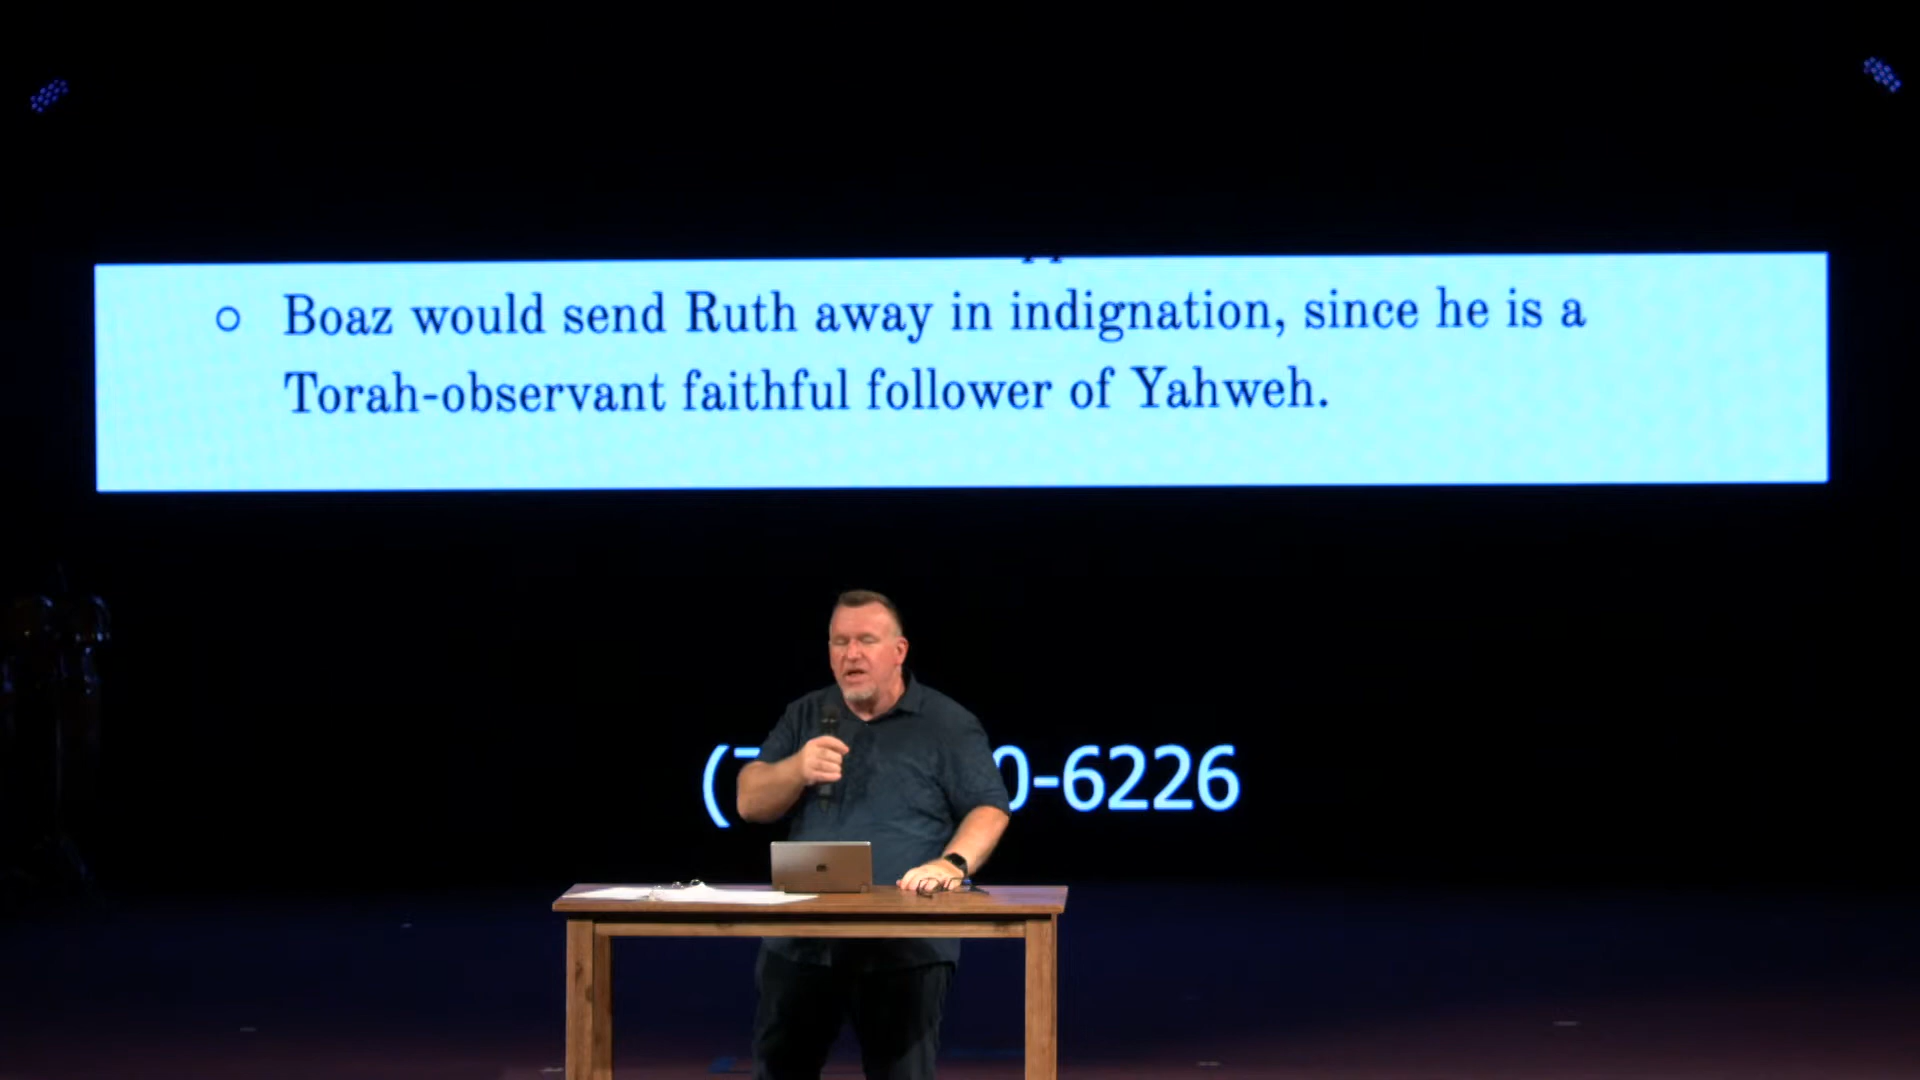 ○ Boaz would send Ruth away in indignation, since he is a
Torah-observant faithful follower of Yahweh.
0-6226